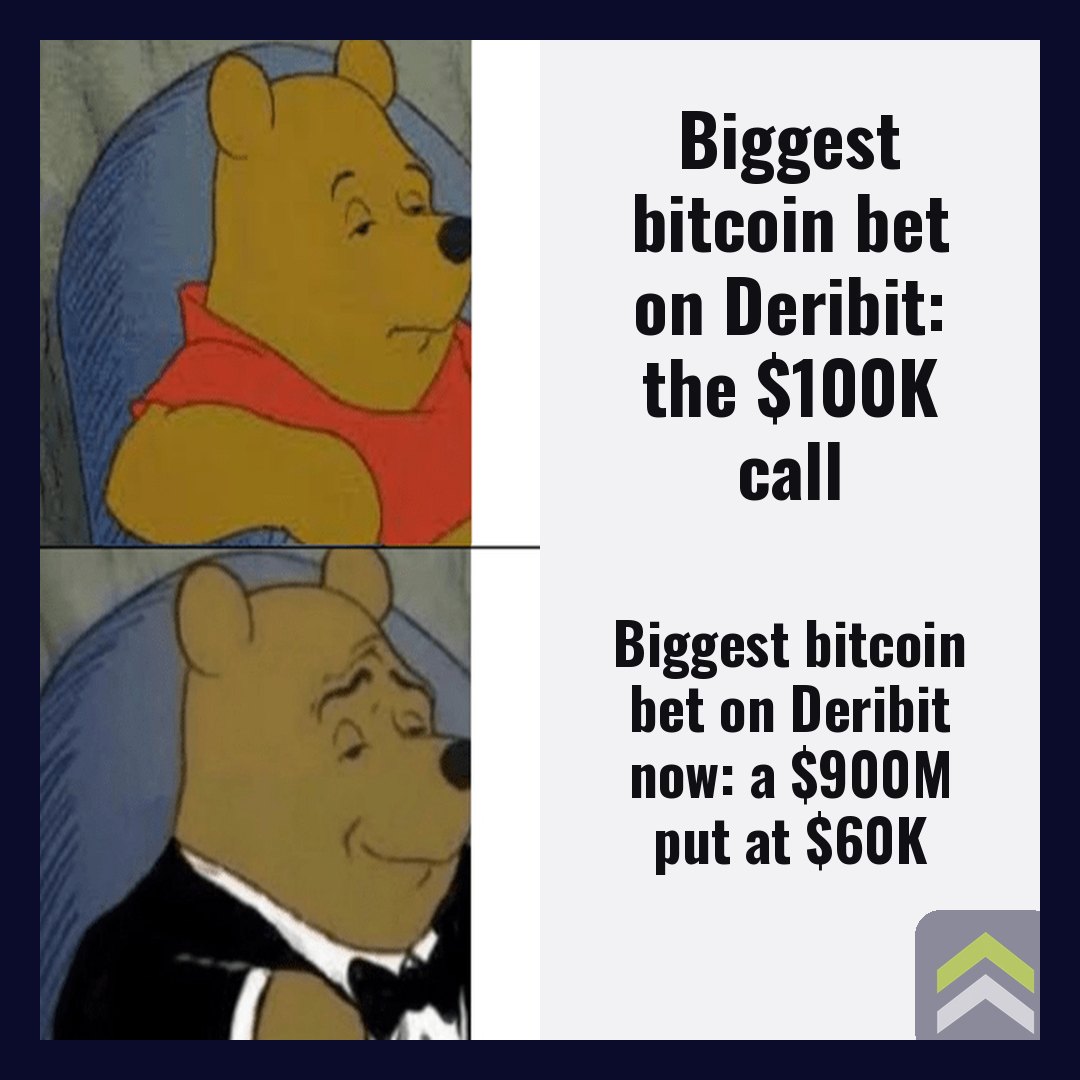 Biggest
bitcoin bet
on Deribit:
the $100K
call
Biggest bitcoin
bet on Deribit
now: a $900M
put at $60K